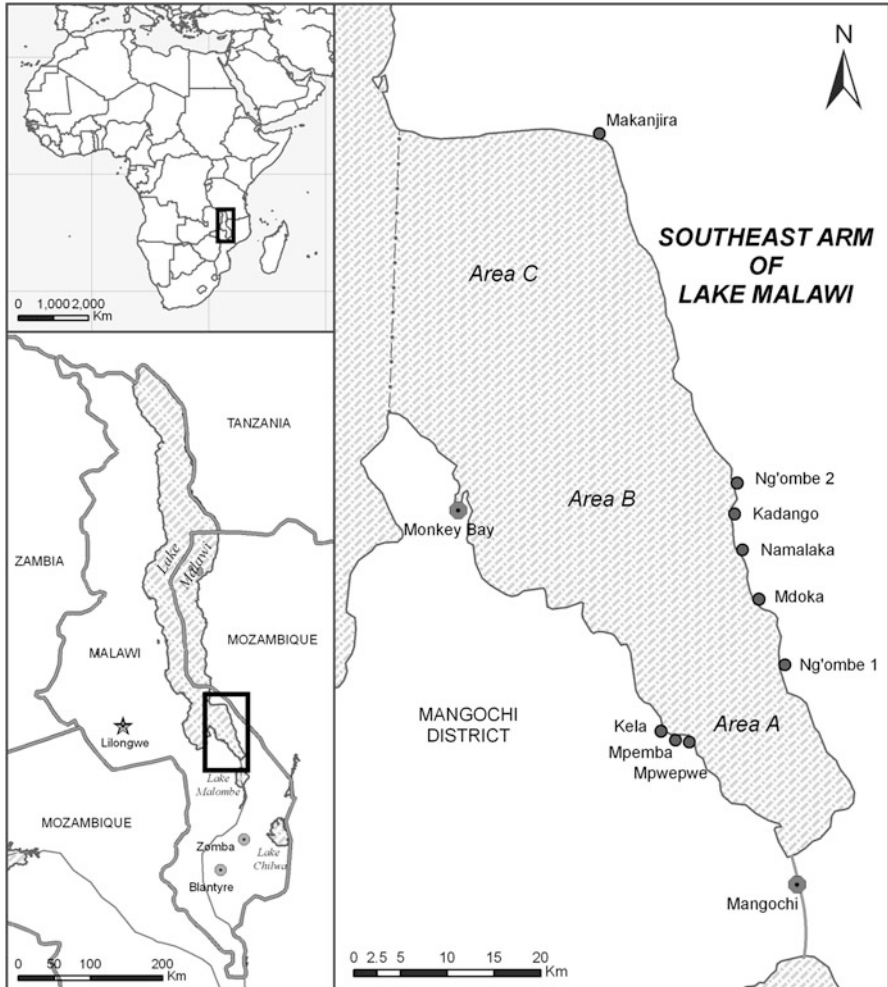 0 1,000 2,000
Km
TANZANIA
ZAMBIA
Lake
Malawi
MOZAMBIQUE
MALAWI
Lilongwe
Lake
Malombe
MOZAMBIQUE
Zomba
Lake
Chilwa
Blantyre
0 50 100 200
Km
N
Makanjira
SOUTHEAST ARM
OF
LAKE MALAWI
Area C
Ng'ombe 2
Area B
Kadango
Monkey Bay
Namalaka
Mdoka
Ng'ombe 1
MANGOCHI
DISTRICT
Kela
Area A
Mpemba
Mpwepwe
Mangochi
0 2.5 5 10 15 20
Km